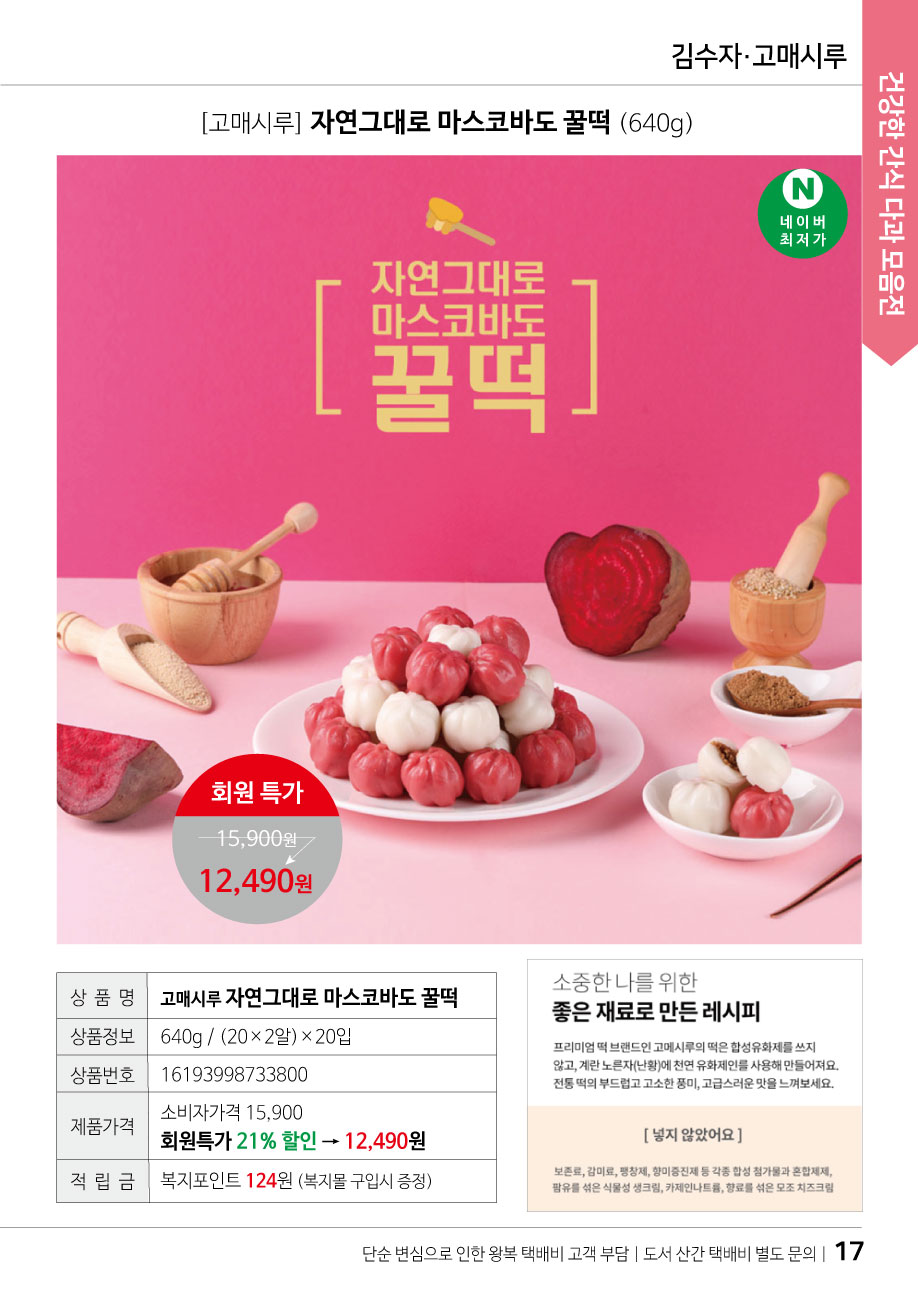 김수자·고매시루
건강한 간식 다과 모음전
[고매시루] 자연그대로 마스코바도 꿀떡 (640g)
N
네이버
최저가
자연그대로
마스코바도
꿀떡
회원 특가
15,900원
12,490원
상 품 명 고매시루 자연그대로 마스코바도 꿀떡
상품정보 640g / (20×2알)×20입
상품번호 16193998733800
제품가격 소비자가격 15,900
회원특가 21% 할인 → 12,490원
적 립 금 복지포인트 124원 (복지몰 구입시 증정)
소중한 나를 위한
좋은 재료로 만든 레시피
프리미엄 떡 브랜드인 고메시루의 떡은 합성유화제를 쓰지
않고, 계란 노른자(난황)에 천연 유화제인를 사용해 만들어져요.
전통 떡의 부드럽고 고소한 풍미, 고급스러운 맛을 느껴보세요.
[ 넣지 않았어요 ]
보존료, 감미료, 팽창제, 향미증진제 등 각종 합성 첨가물과 혼합제제,
팜유를 섞은 식물성 생크림, 카제인나트륨, 향료를 섞은 모조 치즈크림
단순 변심으로 인한 왕복 택배비 고객 부담 | 도서 산간 택배비 별도 문의 | 17